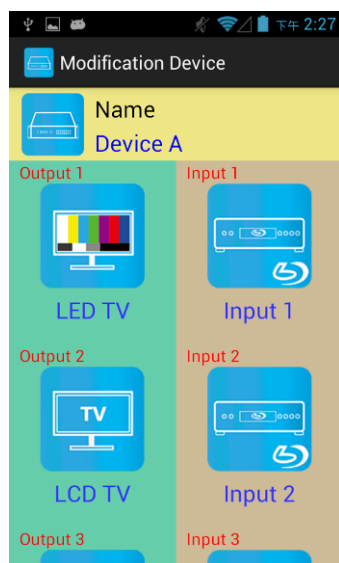 下午 2:27
Modification Device
Name
Device A
Output 1
Input 1
LED TV
Input 1
Output 2
Input 2
TV
LCD TV
Input 2
Output 3
Input 3